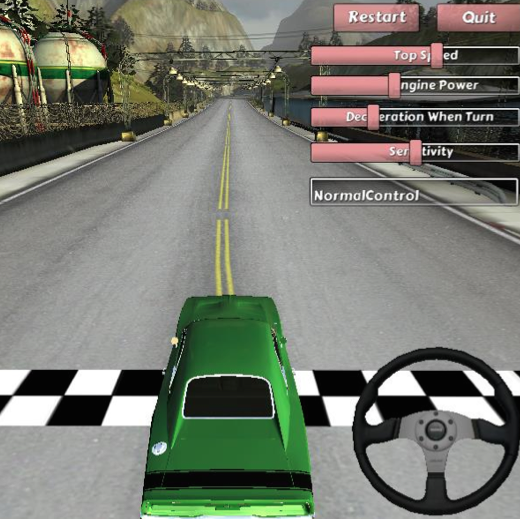 Restart Quit
Top Speed
Engine Power
Deceleration When Turn
Sensitivity
NormalControl